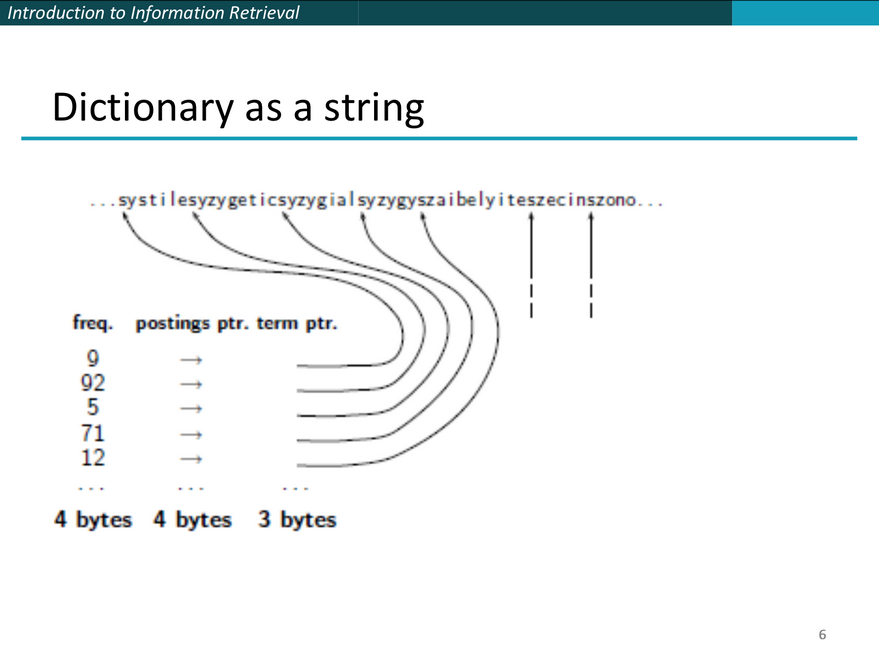 Introduction to Information Retrieval
Dictionary as a string
...systilesyzygeticsyzygialsyzygyszaibelyiteszecinszono...
freq. postings ptr. term ptr.
9 →
92 →
5 →
71 →
12 →
... ... ...
4 bytes 4 bytes 3 bytes
6